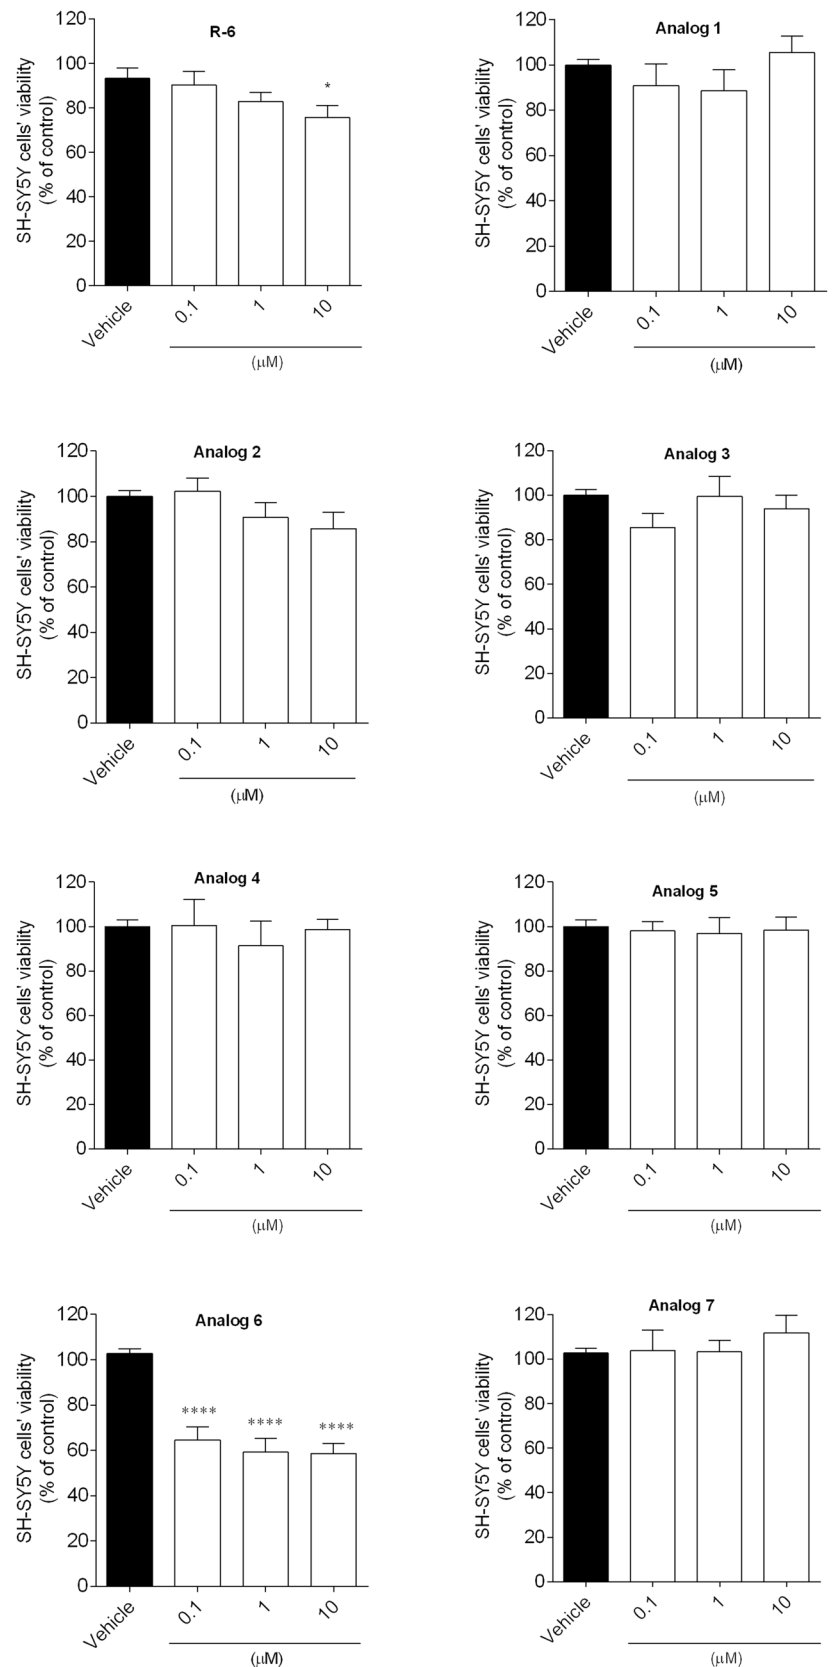 R-6
SH-SY5Y cells' viability
(% of control)
120
100
80
60
40
20
0
*
Vehicle
0.1
1
10
(μM)
Analog 1
SH-SY5Y cells' viability
(% of control)
120
100
80
60
40
20
0
Vehicle
0.1
1
10
(μM)
Analog 2
SH-SY5Y cells' viability
(% of control)
120
100
80
60
40
20
0
Vehicle
0.1
1
10
(μM)
Analog 3
SH-SY5Y cells' viability
(% of control)
120
100
80
60
40
20
0
Vehicle
0.1
1
10
(μM)
Analog 4
SH-SY5Y cells' viability
(% of control)
120
100
80
60
40
20
0
Vehicle
0.1
1
10
(μM)
Analog 5
SH-SY5Y cells' viability
(% of control)
120
100
80
60
40
20
0
Vehicle
0.1
1
10
(μM)
Analog 6
SH-SY5Y cells' viability
(% of control)
120
100
80
60
40
20
0
****
****
****
Vehicle
0.1
1
10
(μM)
Analog 7
SH-SY5Y cells' viability
(% of control)
120
100
80
60
40
20
0
Vehicle
0.1
1
10
(μM)